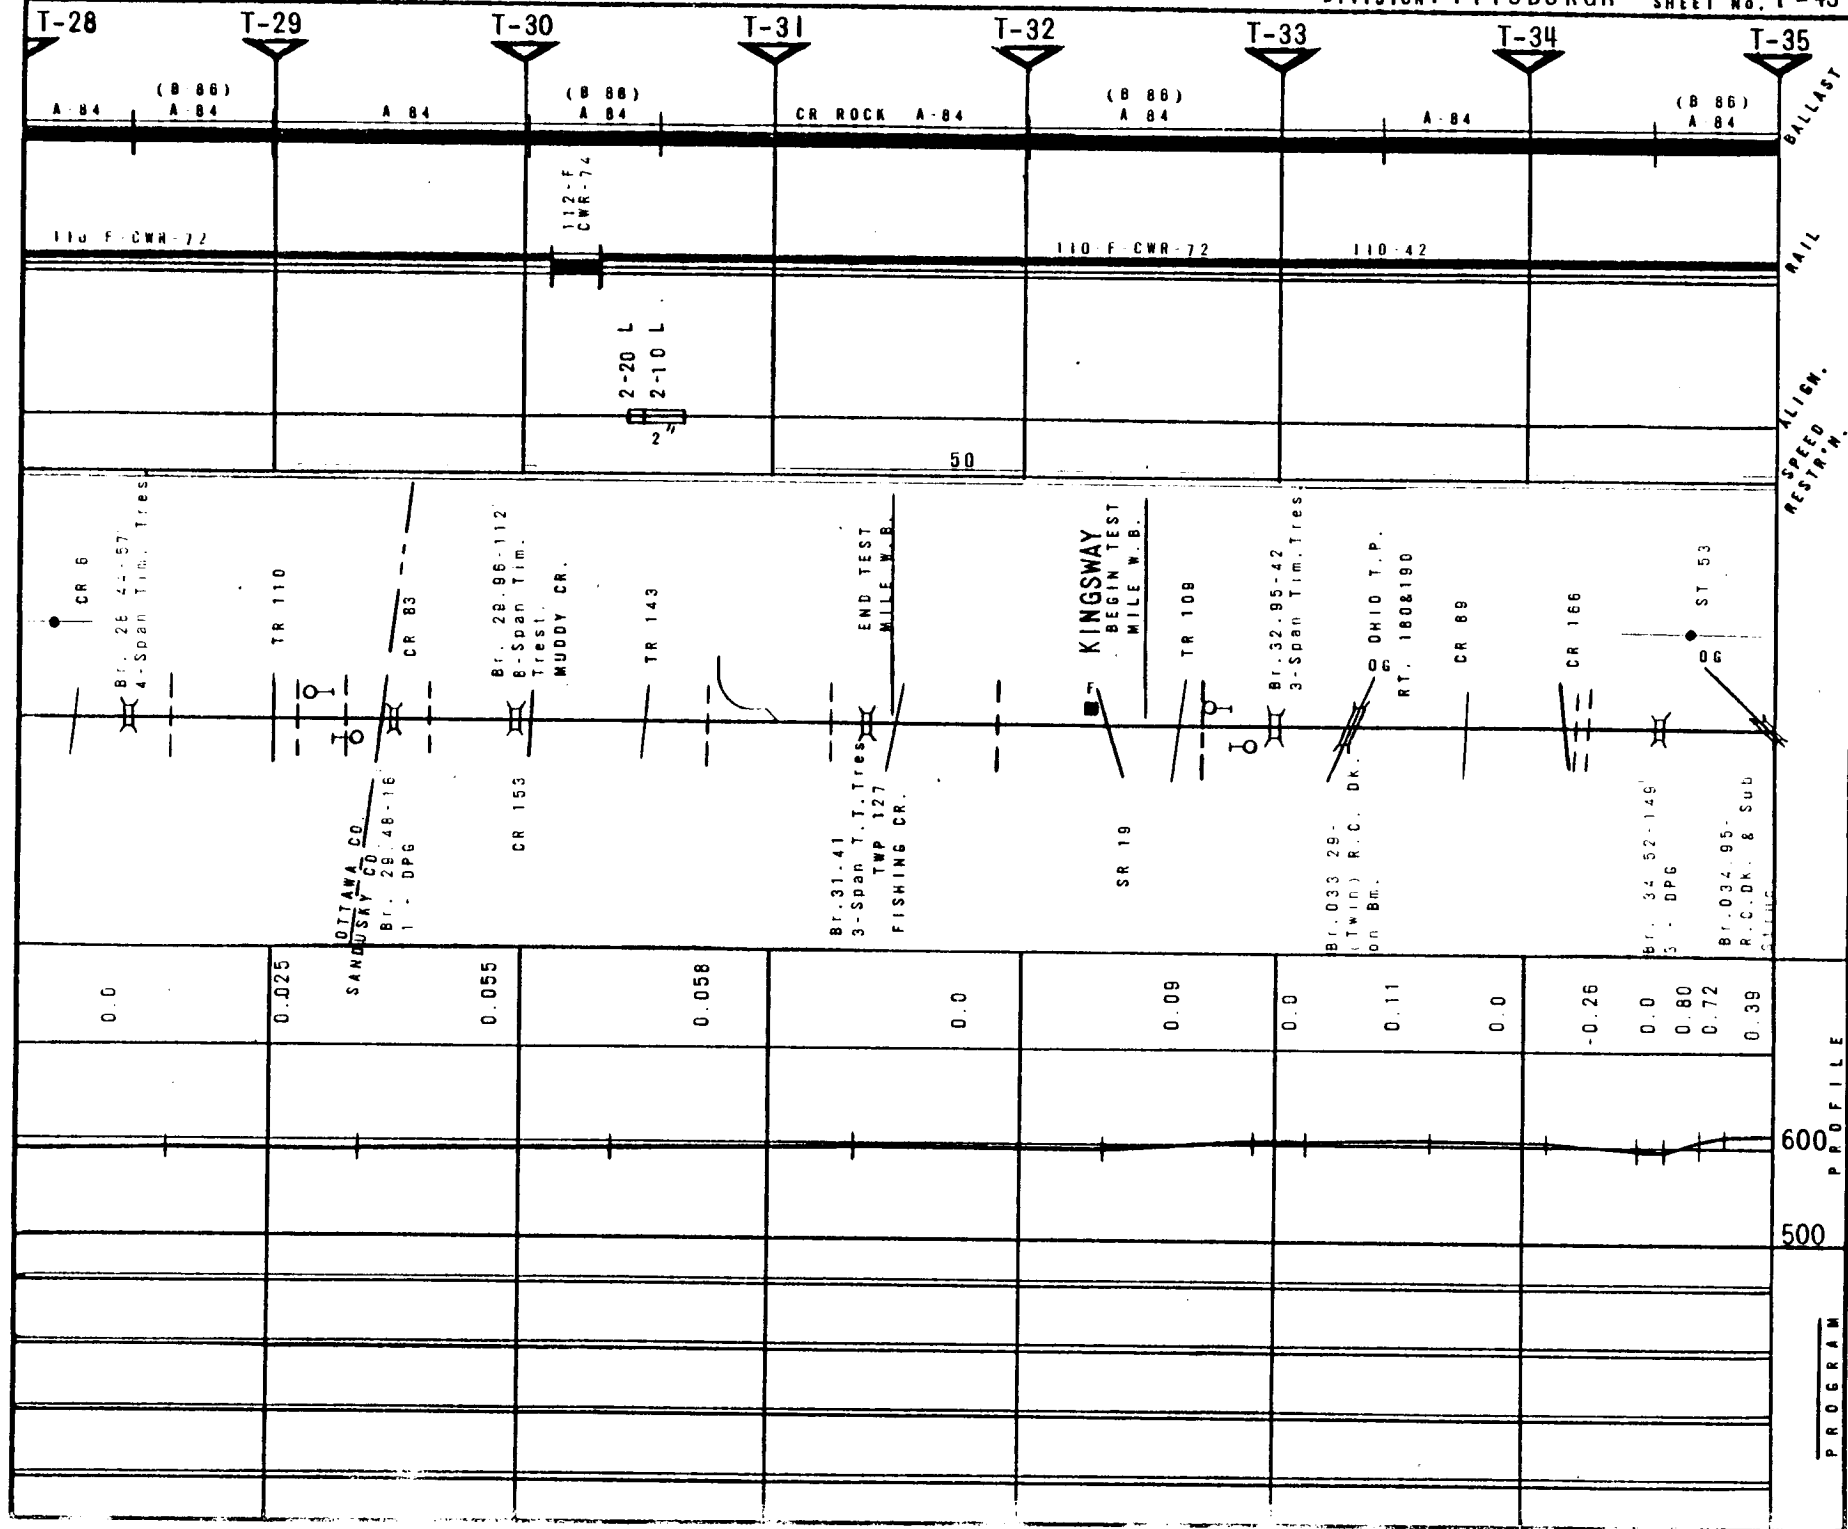 PITTSBURGH SHEET No.
T-28 T-29 T-30 T-31 T-32 T-33 T-34 T-35
(B 86) (B 86) (B 86) (B 86)
A-84 A-84 A 84 A 84 CR ROCK A-84 A 84 A-84 A 84
BALLAST
112-F
CWR-74
110 F-CWR-72 110-F-CWR-72 110-42
RAIL
2-20 L
2-10 L
2"
ALIGN.
50
SPEED
RESTR'N.
CR 6
4-Span Tim. Tres
TR 110
CR 83
Br. 29.96-112'
8-Span Tim.
Trest.
MUDDY CR.
TR 143
END TEST
MILE W.B.
KINGSWAY
BEGIN TEST
MILE W.B.
TR 109
Br.32.95-42
3-Span Tim.Tres.
OG OHIO T.P.
RT. 180&190
CR 89
CR 166
ST 53
OG
OTTAWA CO.
SANDUSKY CO.
Br. 29.48-16'
1 - DPG
CR 153
Br.31.41
3-Span T.T.Tres
TWP 127
FISHING CR.
SR 19
Br.033.29-
(Twin) R.C. DK.
on Bm.
Br. 34.52-149'
3 - DPG
Br.034.95-
R.C.DK. & Sub
0.0 0.025 0.055 0.058 0.0 0.09 0.0 0.11 0.0 -0.26 0.0 0.80 0.72 0.39
600
500
PROFILE
PROGRAM